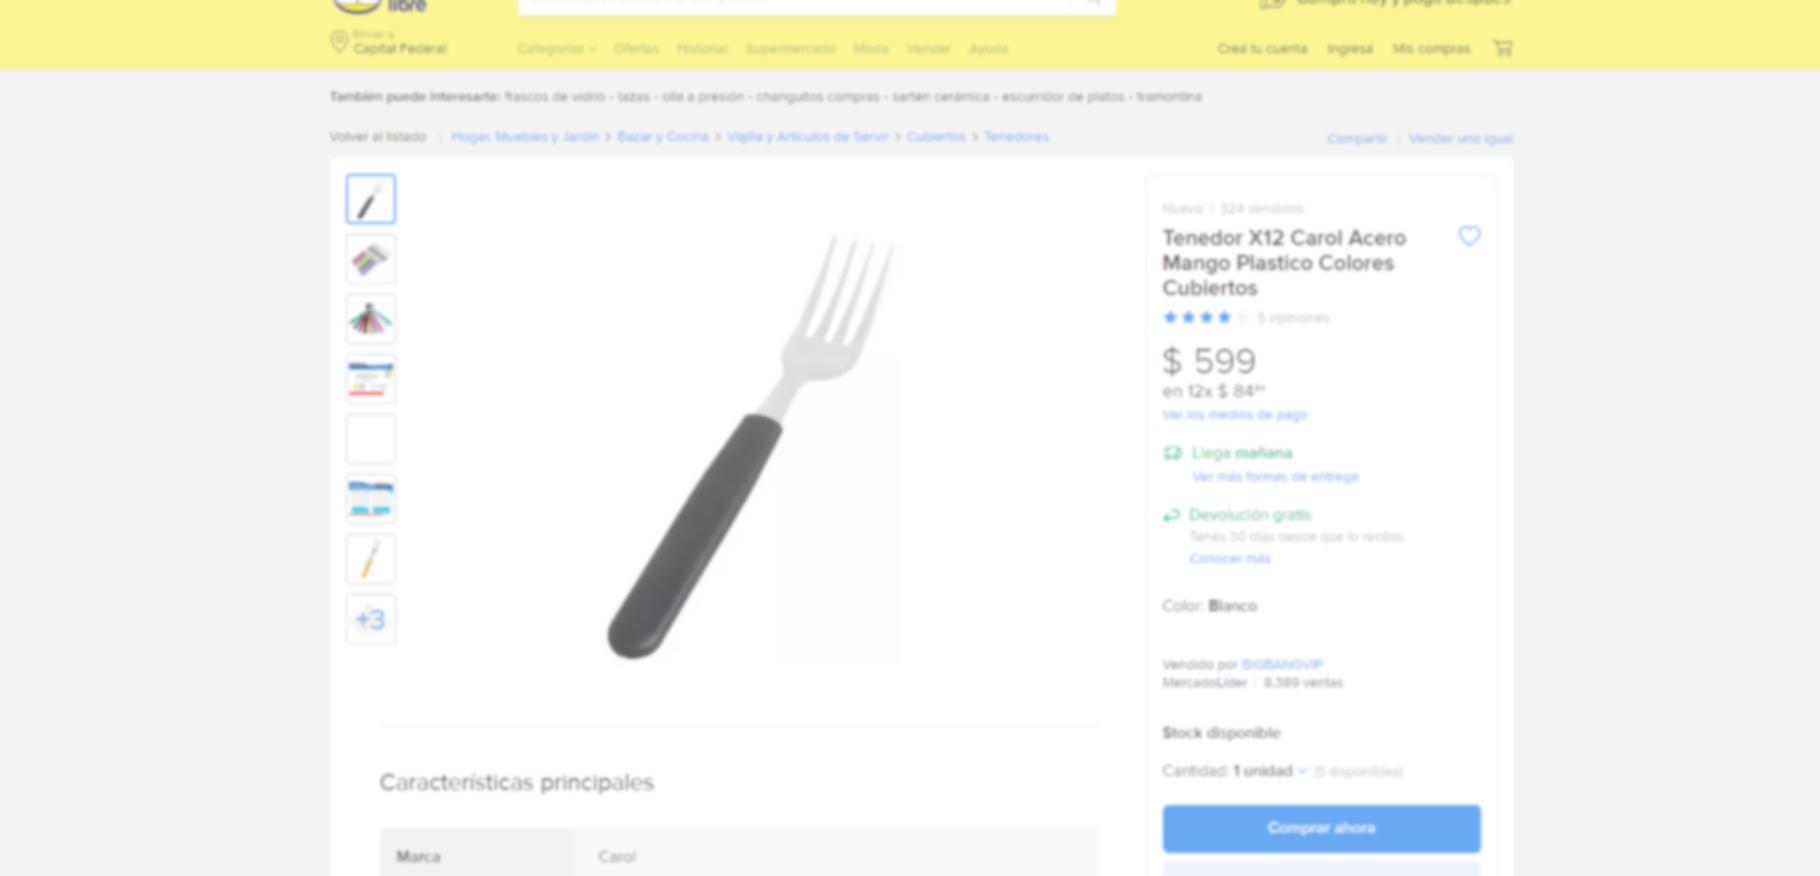 libre
Compra hoy y paga después
Enviar a
Capital Federal
Categorías Ofertas Historial Supermercado Moda Vender Ayuda
Creá tu cuenta Ingresá Mis compras
También puede interesarte: frascos de vidrio - tazas - olla a presión - changuitos compras - sartén cerámica - escurridor de platos - tramontina
Volver al listado | Hogar, Muebles y Jardín > Bazar y Cocina > Vajilla y Artículos de Servir > Cubiertos > Tenedores
Compartir | Vender uno igual
Nuevo | 324 vendidos
Tenedor X12 Carol Acero
Mango Plastico Colores
Cubiertos
5 opiniones
$ 599
en 12x $ 84
Ver los medios de pago
Llega mañana
Ver más formas de entrega
Devolución gratis
Tenés 30 días desde que lo recibís.
Conocer más
+3
Color: Blanco
Vendido por BIGBANGVIP
MercadoLíder | 8.389 ventas
Stock disponible
Cantidad: 1 unidad (5 disponibles)
Comprar ahora
Características principales
Marca Carol